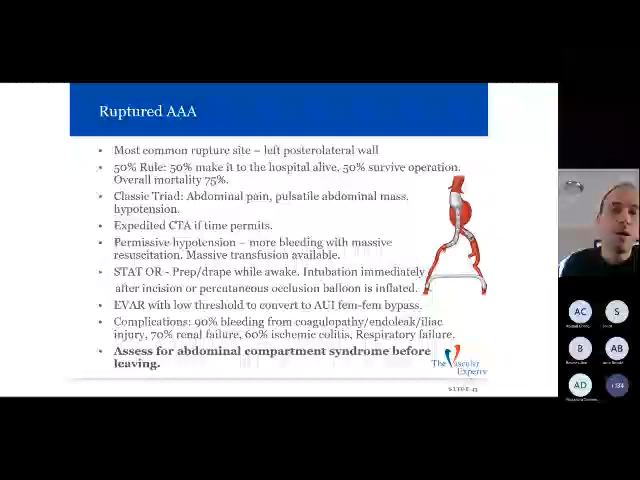 Ruptured AAA
• Most common rupture site – left posterolateral wall
• 50% Rule: 50% make it to the hospital alive, 50% survive operation.
Overall mortality 75%.
• Classic Triad: Abdominal pain, pulsatile abdominal mass,
hypotension.
• Expedited CTA if time permits.
• Permissive hypotension – more bleeding with massive
resuscitation. Massive transfusion available.
• STAT OR - Prep/drape while awake. Intubation immediately
after incision or percutaneous occlusion balloon is inflated.
• EVAR with low threshold to convert to AUI fem-fem bypass.
• Complications: 90% bleeding from coagulopathy/endoleak/iliac
injury, 70% renal failure, 60% ischemic colitis, Respiratory failure.
• Assess for abdominal compartment syndrome before
leaving.
The Vascular
Experts
AC
S
B
AB
AD